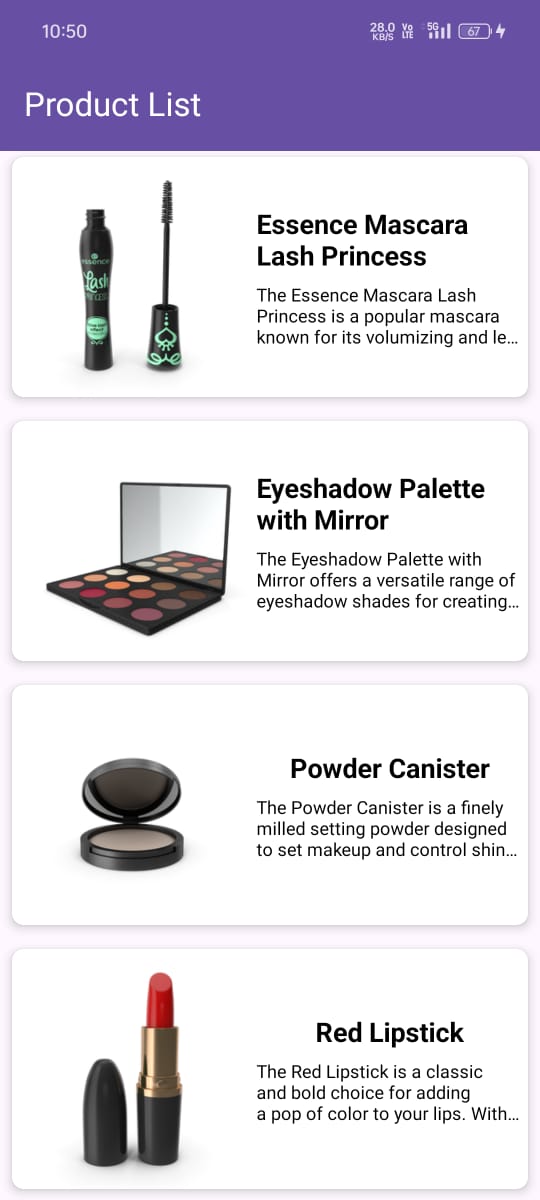 10:50
28.0 KB/S Vo LTE 5G 67
Product List
essence
Lash
PRINCESS
Essence Mascara
Lash Princess
The Essence Mascara Lash
Princess is a popular mascara
known for its volumizing and le…
Eyeshadow Palette
with Mirror
The Eyeshadow Palette with
Mirror offers a versatile range of
eyeshadow shades for creating…
Powder Canister
The Powder Canister is a finely
milled setting powder designed
to set makeup and control shin…
Red Lipstick
The Red Lipstick is a classic
and bold choice for adding
a pop of color to your lips. With…